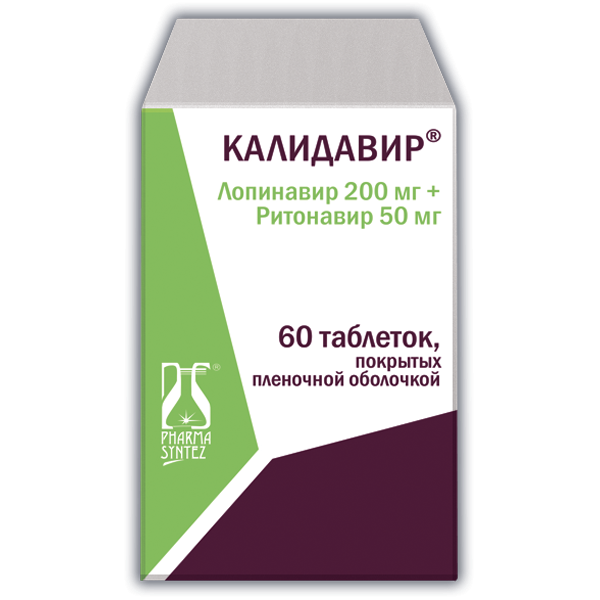 КАЛИДАВИР®
Лопинавир 200 мг +
Ритонавир 50 мг
60 таблеток,
покрытых
пленочной оболочкой
®
PHARMA
SYNTEZ